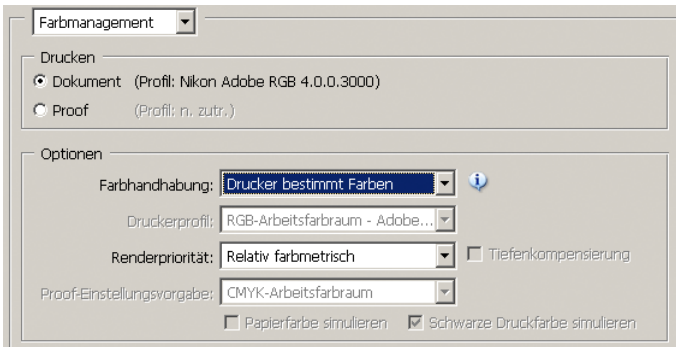 Farbmanagement
Drucken
Dokument (Profil: Nikon Adobe RGB 4.0.0.3000)
Proof (Profil: n. zutr.)
Optionen
Farbhandhabung: Drucker bestimmt Farben
Druckerprofil: RGB-Arbeitsfarbraum - Adobe...
Renderpriorität: Relativ farbmetrisch Tiefenkompensierung
Proof-Einstellungsvorgabe: CMYK-Arbeitsfarbraum
Papierfarbe simulieren Schwarze Druckfarbe simulieren